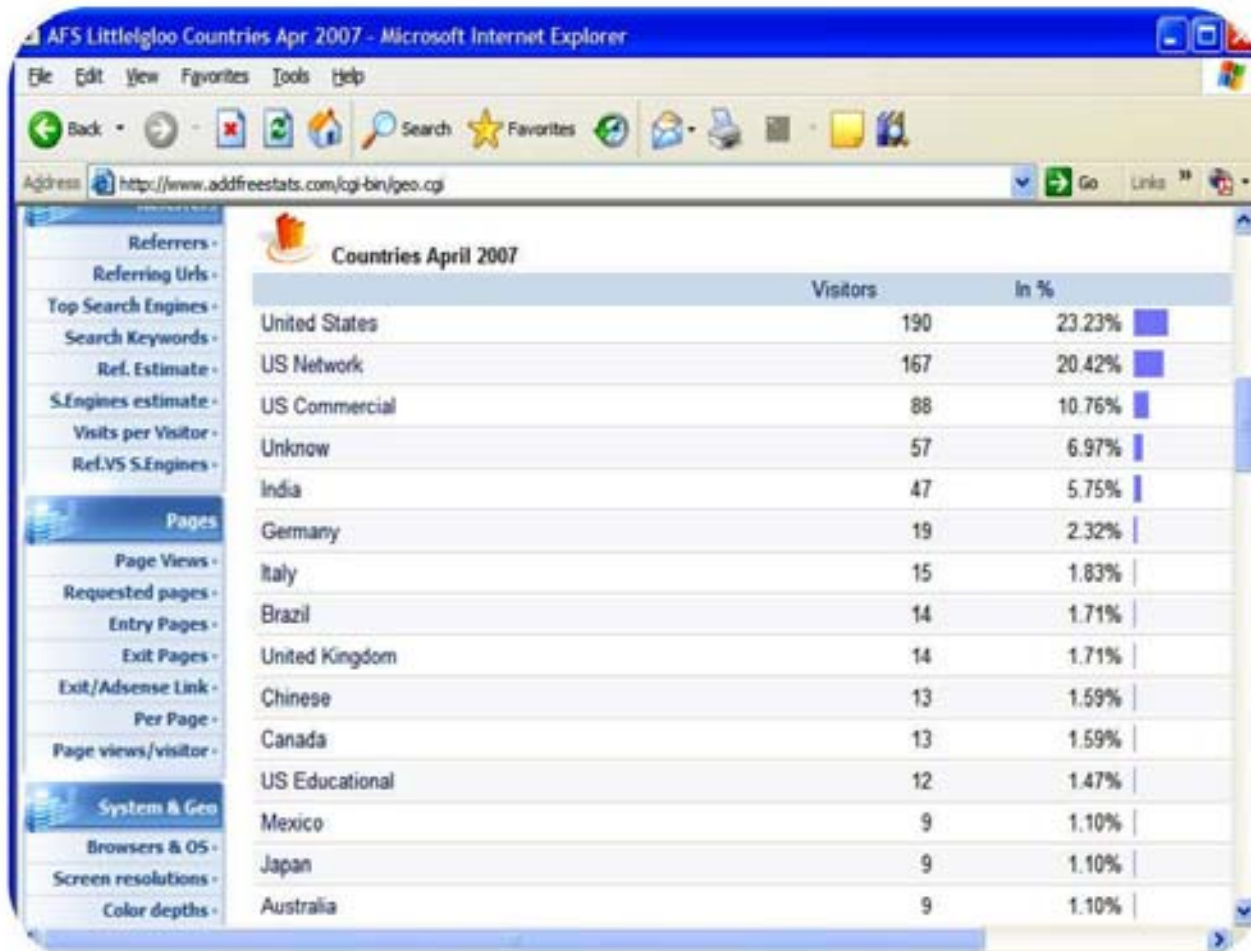 AFS LittleIgloo Countries Apr 2007 - Microsoft Internet Explorer
File Edit View Favorites Tools Help
Back Search Favorites
Address http://www.addfreestats.com/cgi-bin/geo.cgi Go Links »
Referrers
Referring Urls
Top Search Engines
Search Keywords
Ref. Estimate
S.Engines estimate
Visits per Visitor
Ref.VS S.Engines
Pages
Page Views
Requested pages
Entry Pages
Exit Pages
Exit/Adsense Link
Per Page
Page views/visitor
System & Geo
Browsers & OS
Screen resolutions
Color depths
Countries April 2007
Visitors In %
United States 190 23.23%
US Network 167 20.42%
US Commercial 88 10.76%
Unknow 57 6.97%
India 47 5.75%
Germany 19 2.32%
Italy 15 1.83%
Brazil 14 1.71%
United Kingdom 14 1.71%
Chinese 13 1.59%
Canada 13 1.59%
US Educational 12 1.47%
Mexico 9 1.10%
Japan 9 1.10%
Australia 9 1.10%